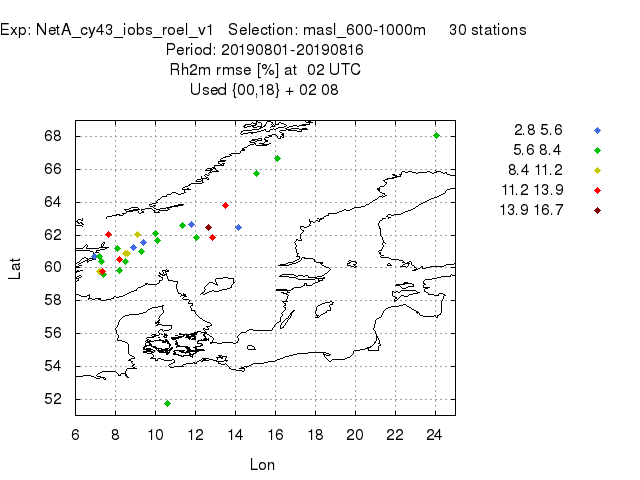 Exp: NetA_cy43_iobs_roel_v1 Selection: masl_600-1000m 30 stations
Period: 20190801-20190816
Rh2m rmse [%] at 02 UTC
Used {00,18} + 02 08
2.8 5.6
5.6 8.4
8.4 11.2
11.2 13.9
13.9 16.7
68
66
64
62
60
58
56
54
52
Lat
6 8 10 12 14 16 18 20 22 24
Lon